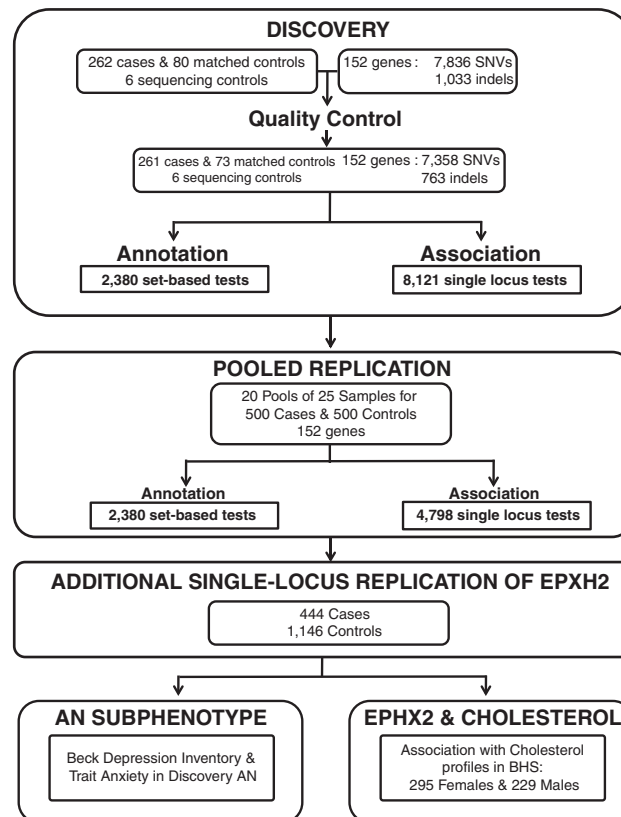 DISCOVERY
262 cases & 80 matched controls
6 sequencing controls
152 genes : 7,836 SNVs
1,033 indels
Quality Control
261 cases & 73 matched controls
6 sequencing controls
152 genes : 7,358 SNVs
763 indels
Annotation
2,380 set-based tests
Association
8,121 single locus tests
POOLED REPLICATION
20 Pools of 25 Samples for
500 Cases & 500 Controls
152 genes
Annotation
2,380 set-based tests
Association
4,798 single locus tests
ADDITIONAL SINGLE-LOCUS REPLICATION OF EPXH2
444 Cases
1,146 Controls
AN SUBPHENOTYPE
Beck Depression Inventory &
Trait Anxiety in Discovery AN
EPHX2 & CHOLESTEROL
Association with Cholesterol
profiles in BHS:
295 Females & 229 Males